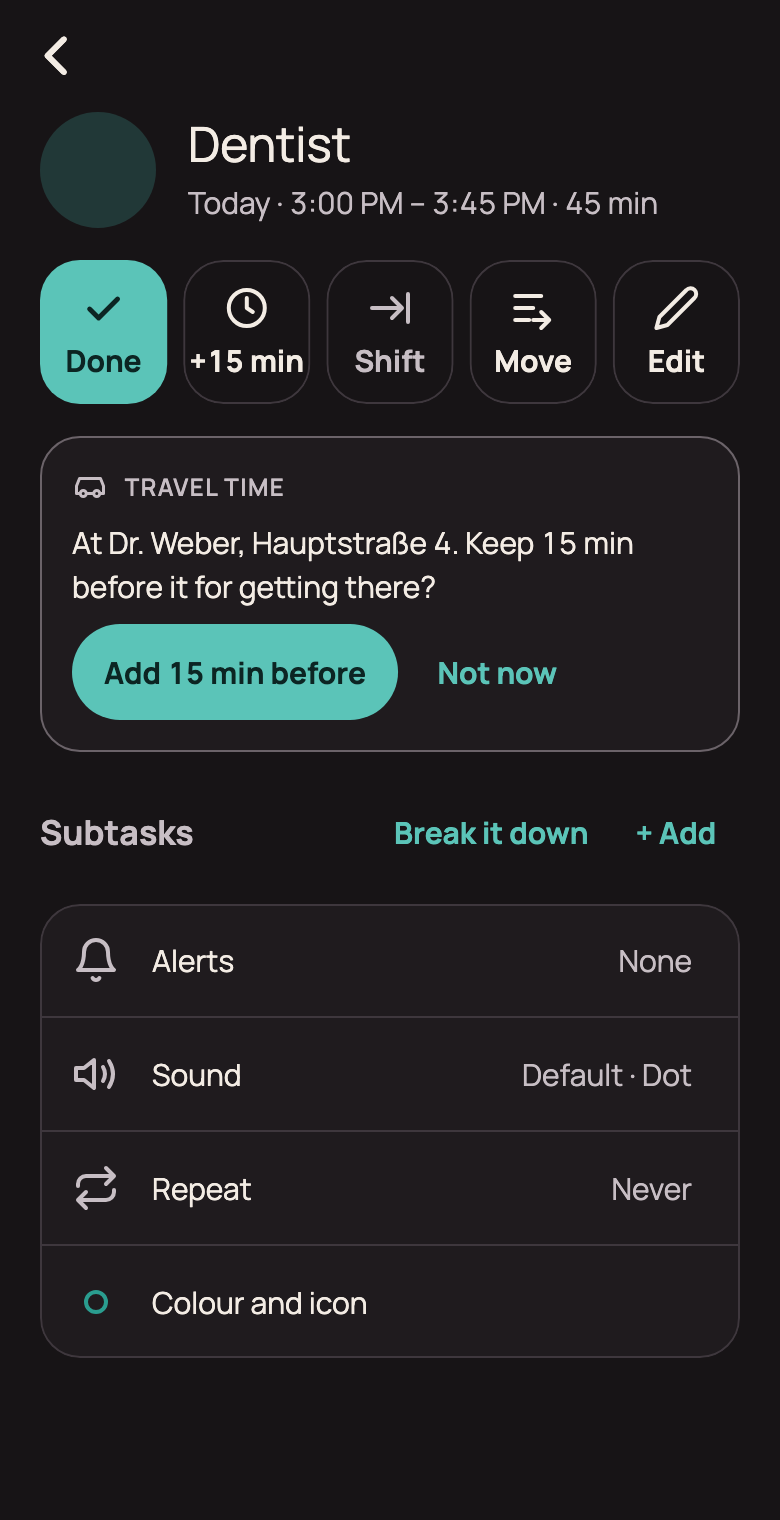 Dentist
Today · 3:00 PM – 3:45 PM · 45 min
Done
+15 min
Shift
Move
Edit
TRAVEL TIME
At Dr. Weber, Hauptstraße 4. Keep 15 min
before it for getting there?
Add 15 min before
Not now
Subtasks
Break it down
+ Add
Alerts
None
Sound
Default · Dot
Repeat
Never
Colour and icon